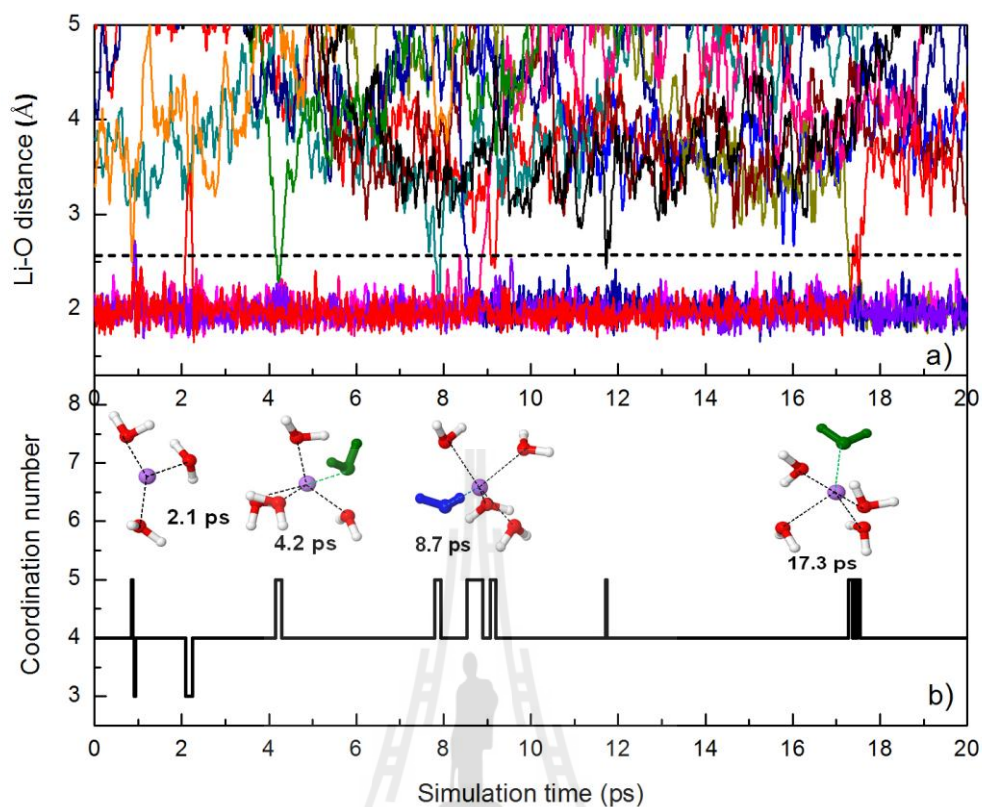 5
4
3
2
Li-O distance (Å)
a)
0 2 4 6 8 10 12 14 16 18 20
8
7
6
5
4
3
Coordination number
2.1 ps
4.2 ps
8.7 ps
17.3 ps
b)
0 2 4 6 8 10 12 14 16 18 20
Simulation time (ps)